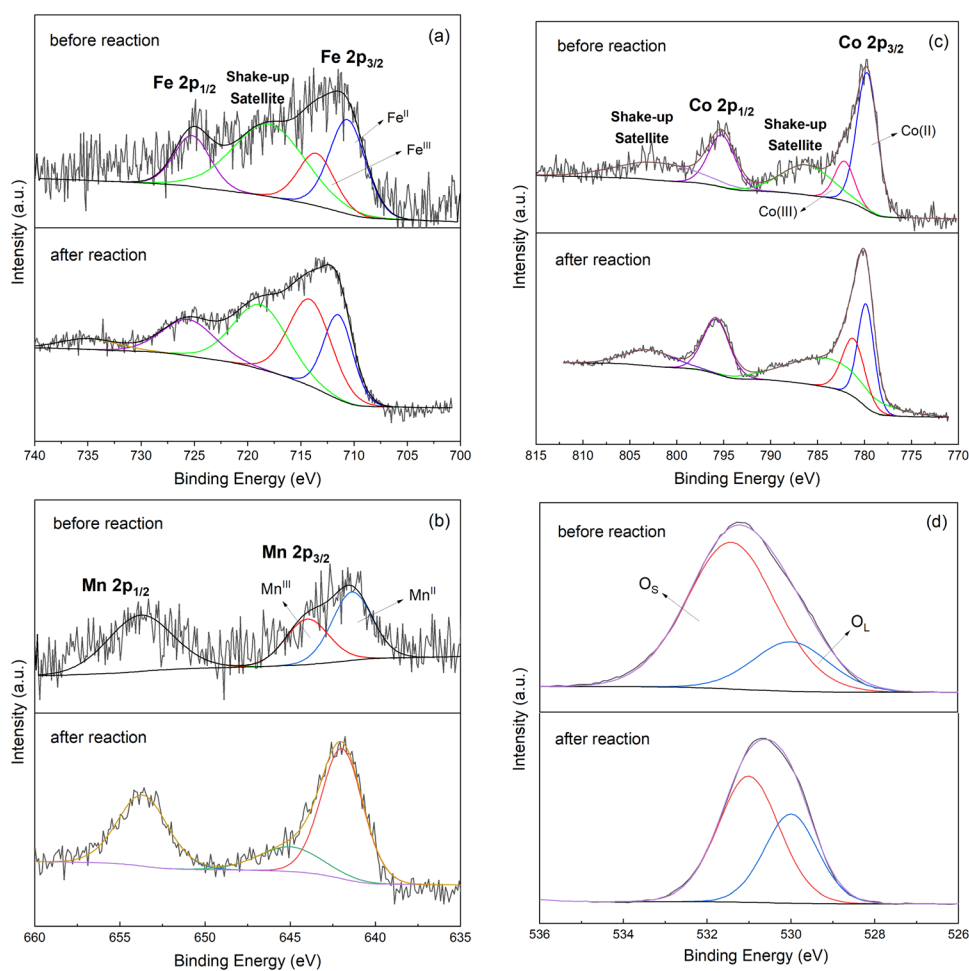 before reaction
(a)
Fe 2p3/2
Shake-up
Satellite
Fe 2p1/2
FeII
FeIII
after reaction
Intensity (a.u.)
740 735 730 725 720 715 710 705 700
Binding Energy (eV)
before reaction
(c)
Co 2p3/2
Co 2p1/2
Shake-up
Satellite
Shake-up
Satellite
Co(II)
Co(III)
after reaction
Intensity (a.u.)
815 805 800 795 790 785 782 775 770
Binding Energy (eV)
before reaction
(b)
Mn 2p3/2
Mn 2p1/2
MnIII
MnII
after reaction
Intensity (a.u.)
660 655 650 645 640 635
Binding Energy (eV)
before reaction
(d)
OS
OL
after reaction
Intensity (a.u.)
536 534 532 530 528 526
Binding Energy (eV)